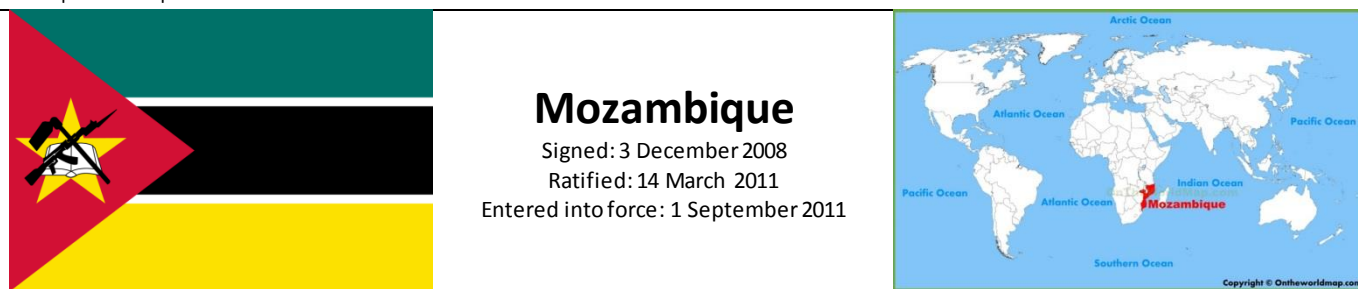 Mozambique
Signed: 3 December 2008
Ratified: 14 March 2011
Entered into force: 1 September 2011
Arctic Ocean
Atlantic Ocean
Pacific Ocean
Pacific Ocean
Atlantic Ocean
Indian Ocean
Mozambique
Southern Ocean
Copyright © Ontheworldmap.com